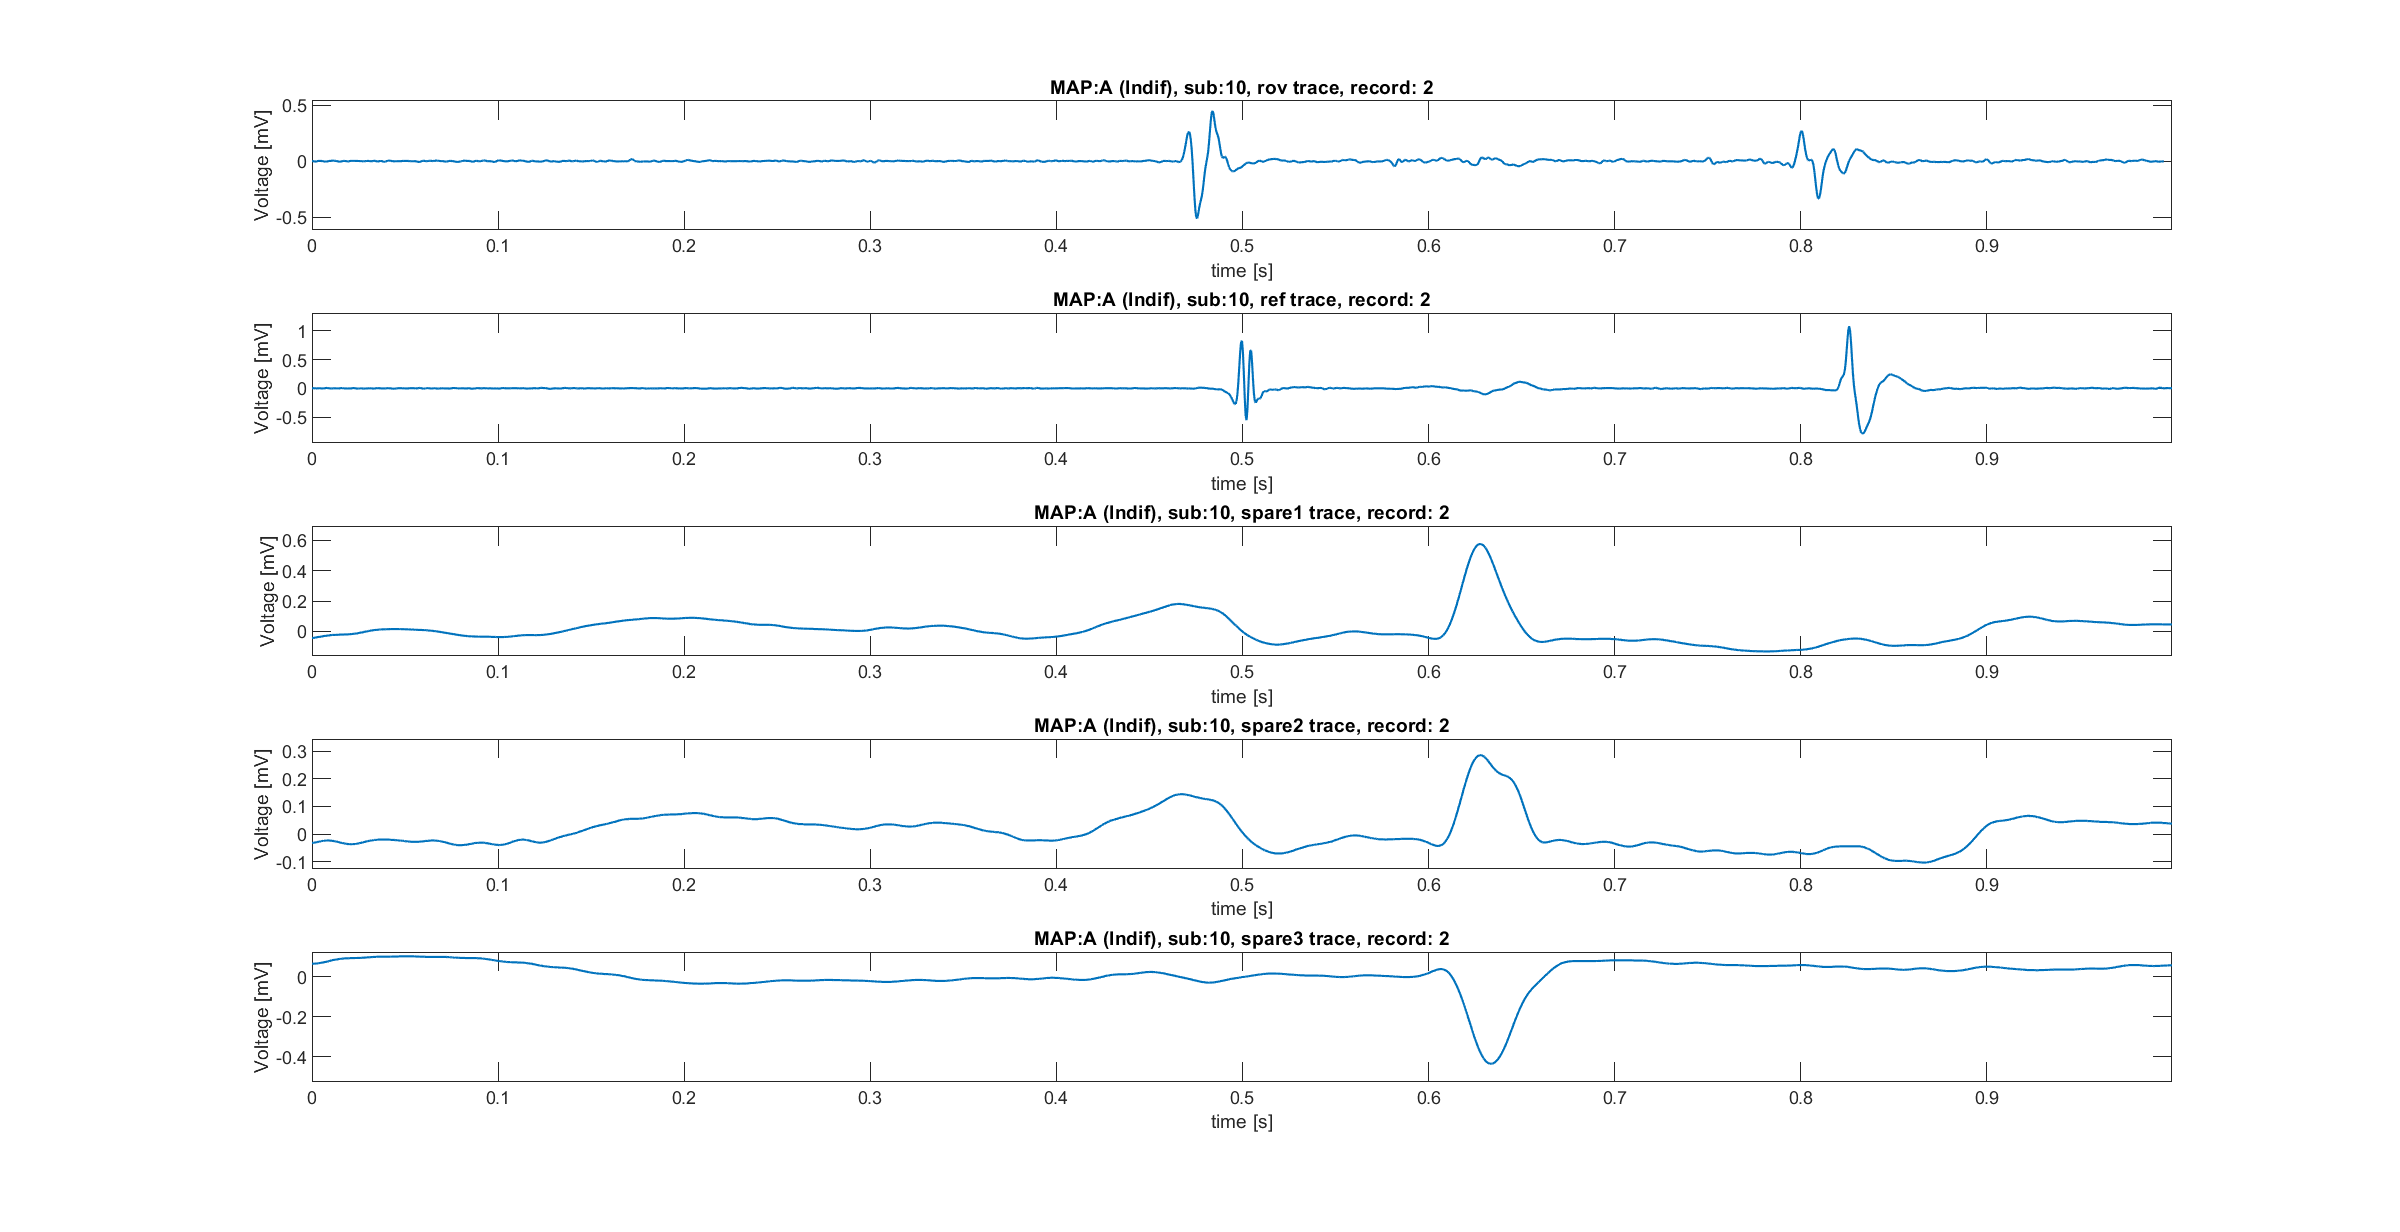 MAP:A (Indif), sub:10, rov trace, record: 2
Voltage [mV]
0.5
0
-0.5
0 0.1 0.2 0.3 0.4 0.5 0.6 0.7 0.8 0.9
time [s]
MAP:A (Indif), sub:10, ref trace, record: 2
Voltage [mV]
1
0.5
0
-0.5
0 0.1 0.2 0.3 0.4 0.5 0.6 0.7 0.8 0.9
time [s]
MAP:A (Indif), sub:10, spare1 trace, record: 2
Voltage [mV]
0.6
0.4
0.2
0
0 0.1 0.2 0.3 0.4 0.5 0.6 0.7 0.8 0.9
time [s]
MAP:A (Indif), sub:10, spare2 trace, record: 2
Voltage [mV]
0.3
0.2
0.1
0
-0.1
0 0.1 0.2 0.3 0.4 0.5 0.6 0.7 0.8 0.9
time [s]
MAP:A (Indif), sub:10, spare3 trace, record: 2
Voltage [mV]
0
-0.2
-0.4
0 0.1 0.2 0.3 0.4 0.5 0.6 0.7 0.8 0.9
time [s]